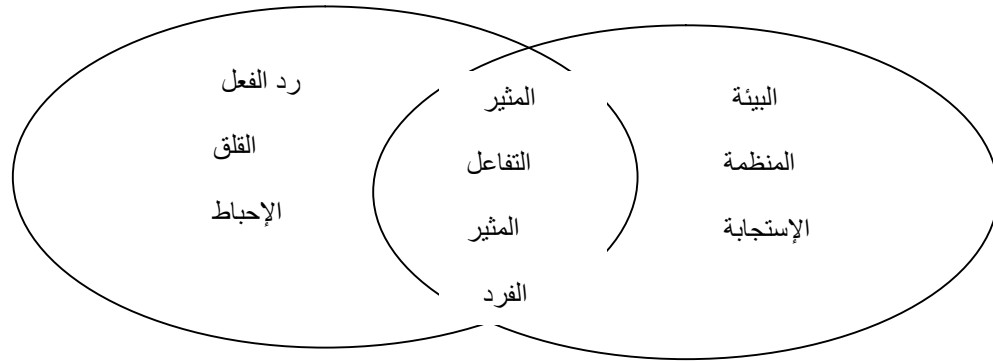 البيئة
المنظمة
الإستجابة
المثير
التفاعل
المثير
الفرد
رد الفعل
القلق
الإحباط